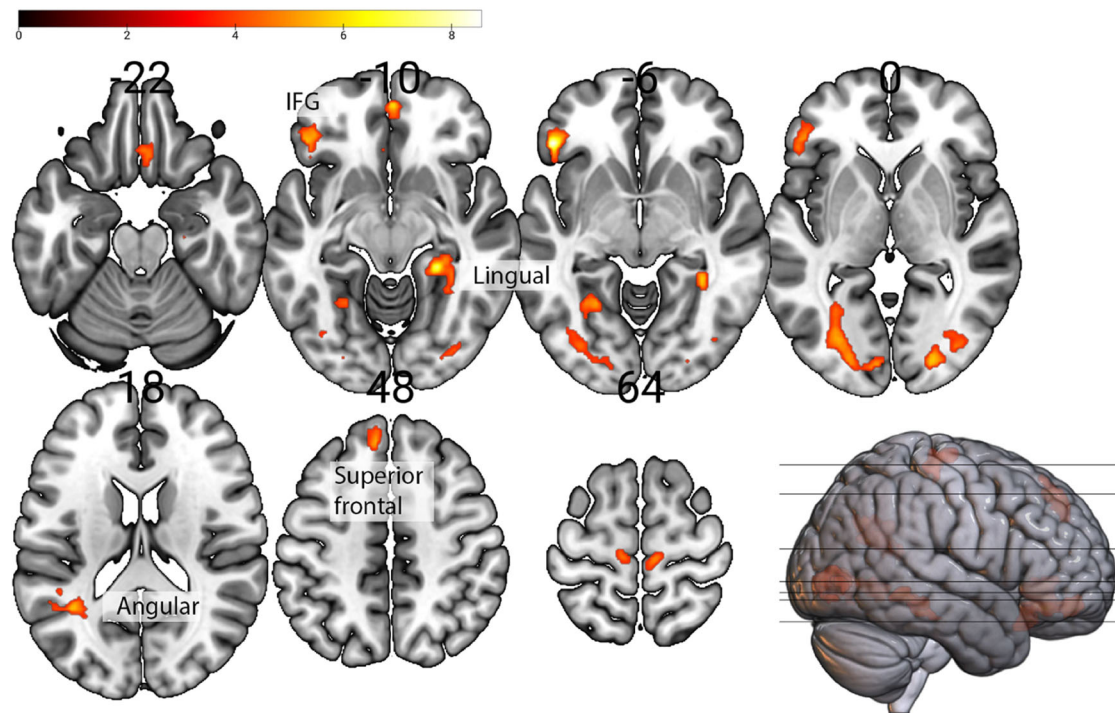 0 2 4 6 8
-22 -10 -6 0
IFG
Lingual
18 48 64
Superior
frontal
Angular